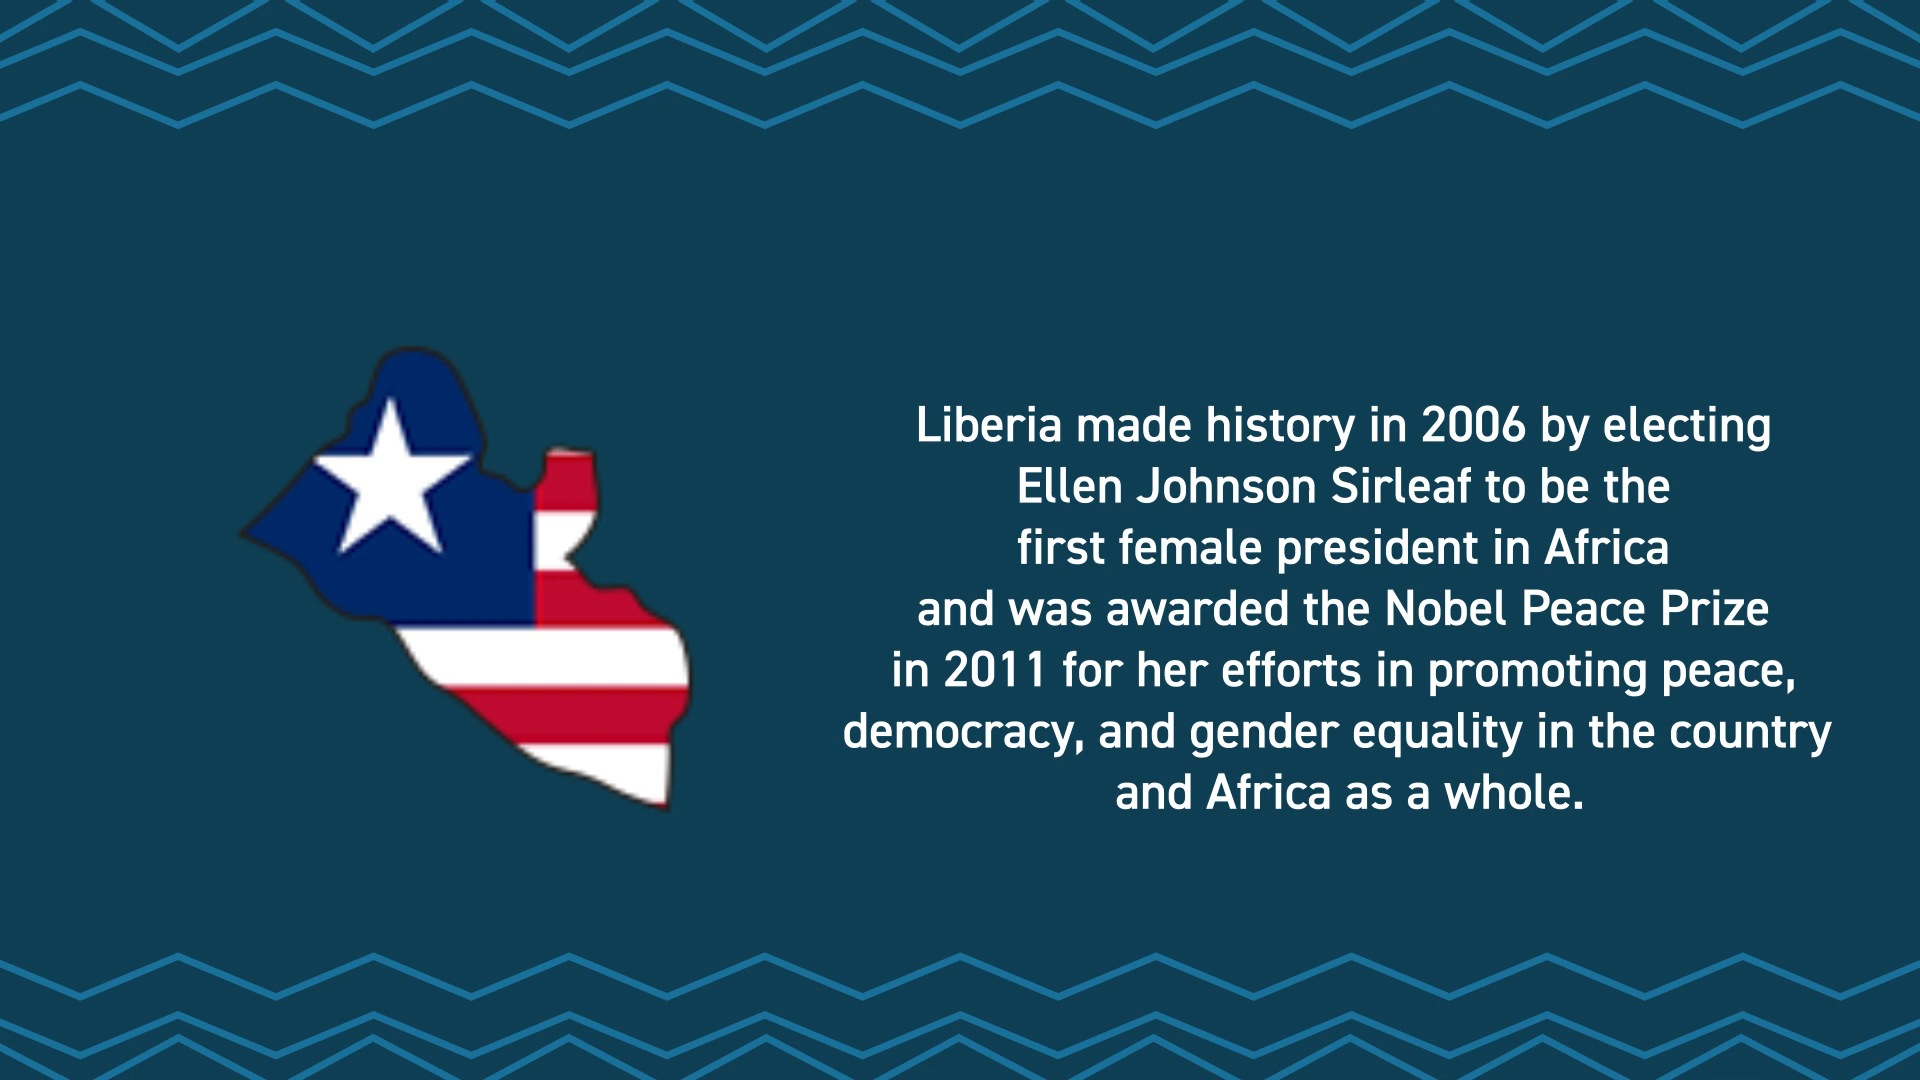 Liberia made history in 2006 by electing
Ellen Johnson Sirleaf to be the
first female president in Africa
and was awarded the Nobel Peace Prize
in 2011 for her efforts in promoting peace,
democracy, and gender equality in the country
and Africa as a whole.